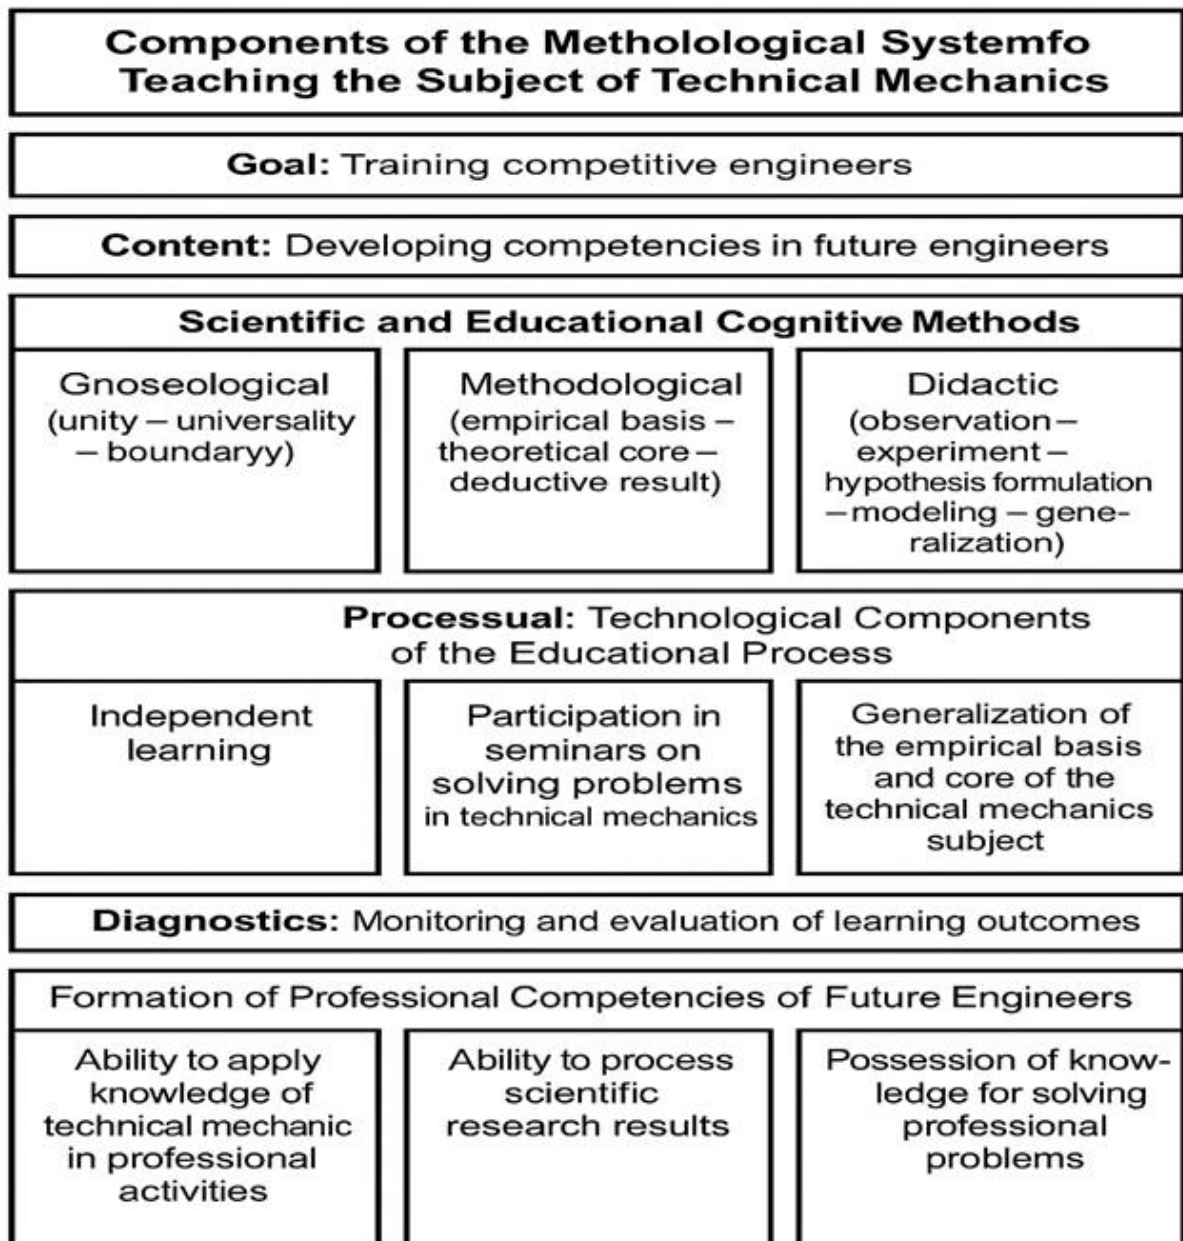 Components of the Metholological Systemfo
Teaching the Subject of Technical Mechanics
Goal: Training competitive engineers
Content: Developing competencies in future engineers
Scientific and Educational Cognitive Methods
Gnoseological
(unity – universality
– boundaryy)
Methodological
(empirical basis –
theoretical core –
deductive result)
Didactic
(observation –
experiment –
hypothesis formulation
– modeling – gene-
ralization)
Processual: Technological Components
of the Educational Process
Independent
learning
Participation in
seminars on
solving problems
in technical mechanics
Generalization of
the empirical basis
and core of the
technical mechanics
subject
Diagnostics: Monitoring and evaluation of learning outcomes
Formation of Professional Competencies of Future Engineers
Ability to apply
knowledge of
technical mechanic
in professional
activities
Ability to process
scientific
research results
Possession of know-
ledge for solving
professional
problems